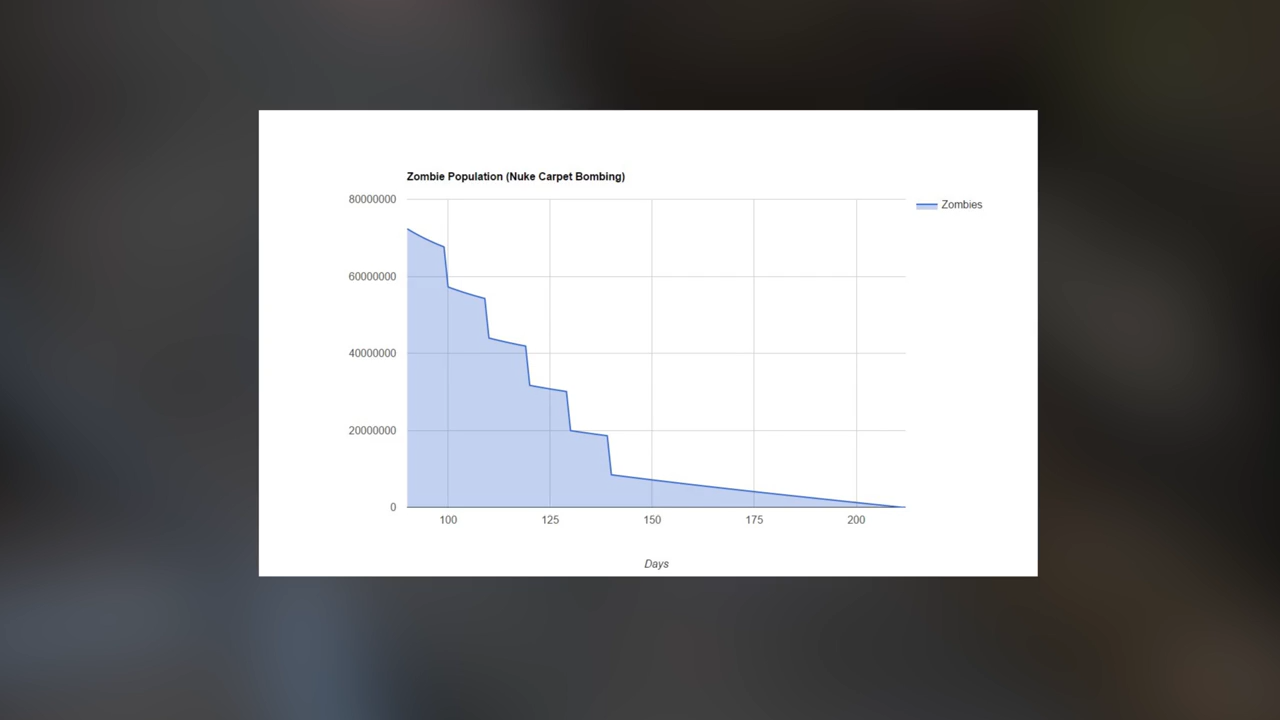 Zombie Population (Nuke Carpet Bombing)
80000000
Zombies
60000000
40000000
20000000
0
100 125 150 175 200
Days